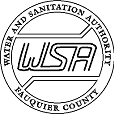 WATER AND SANITATION AUTHORITY
WSA
FAUQUIER COUNTY